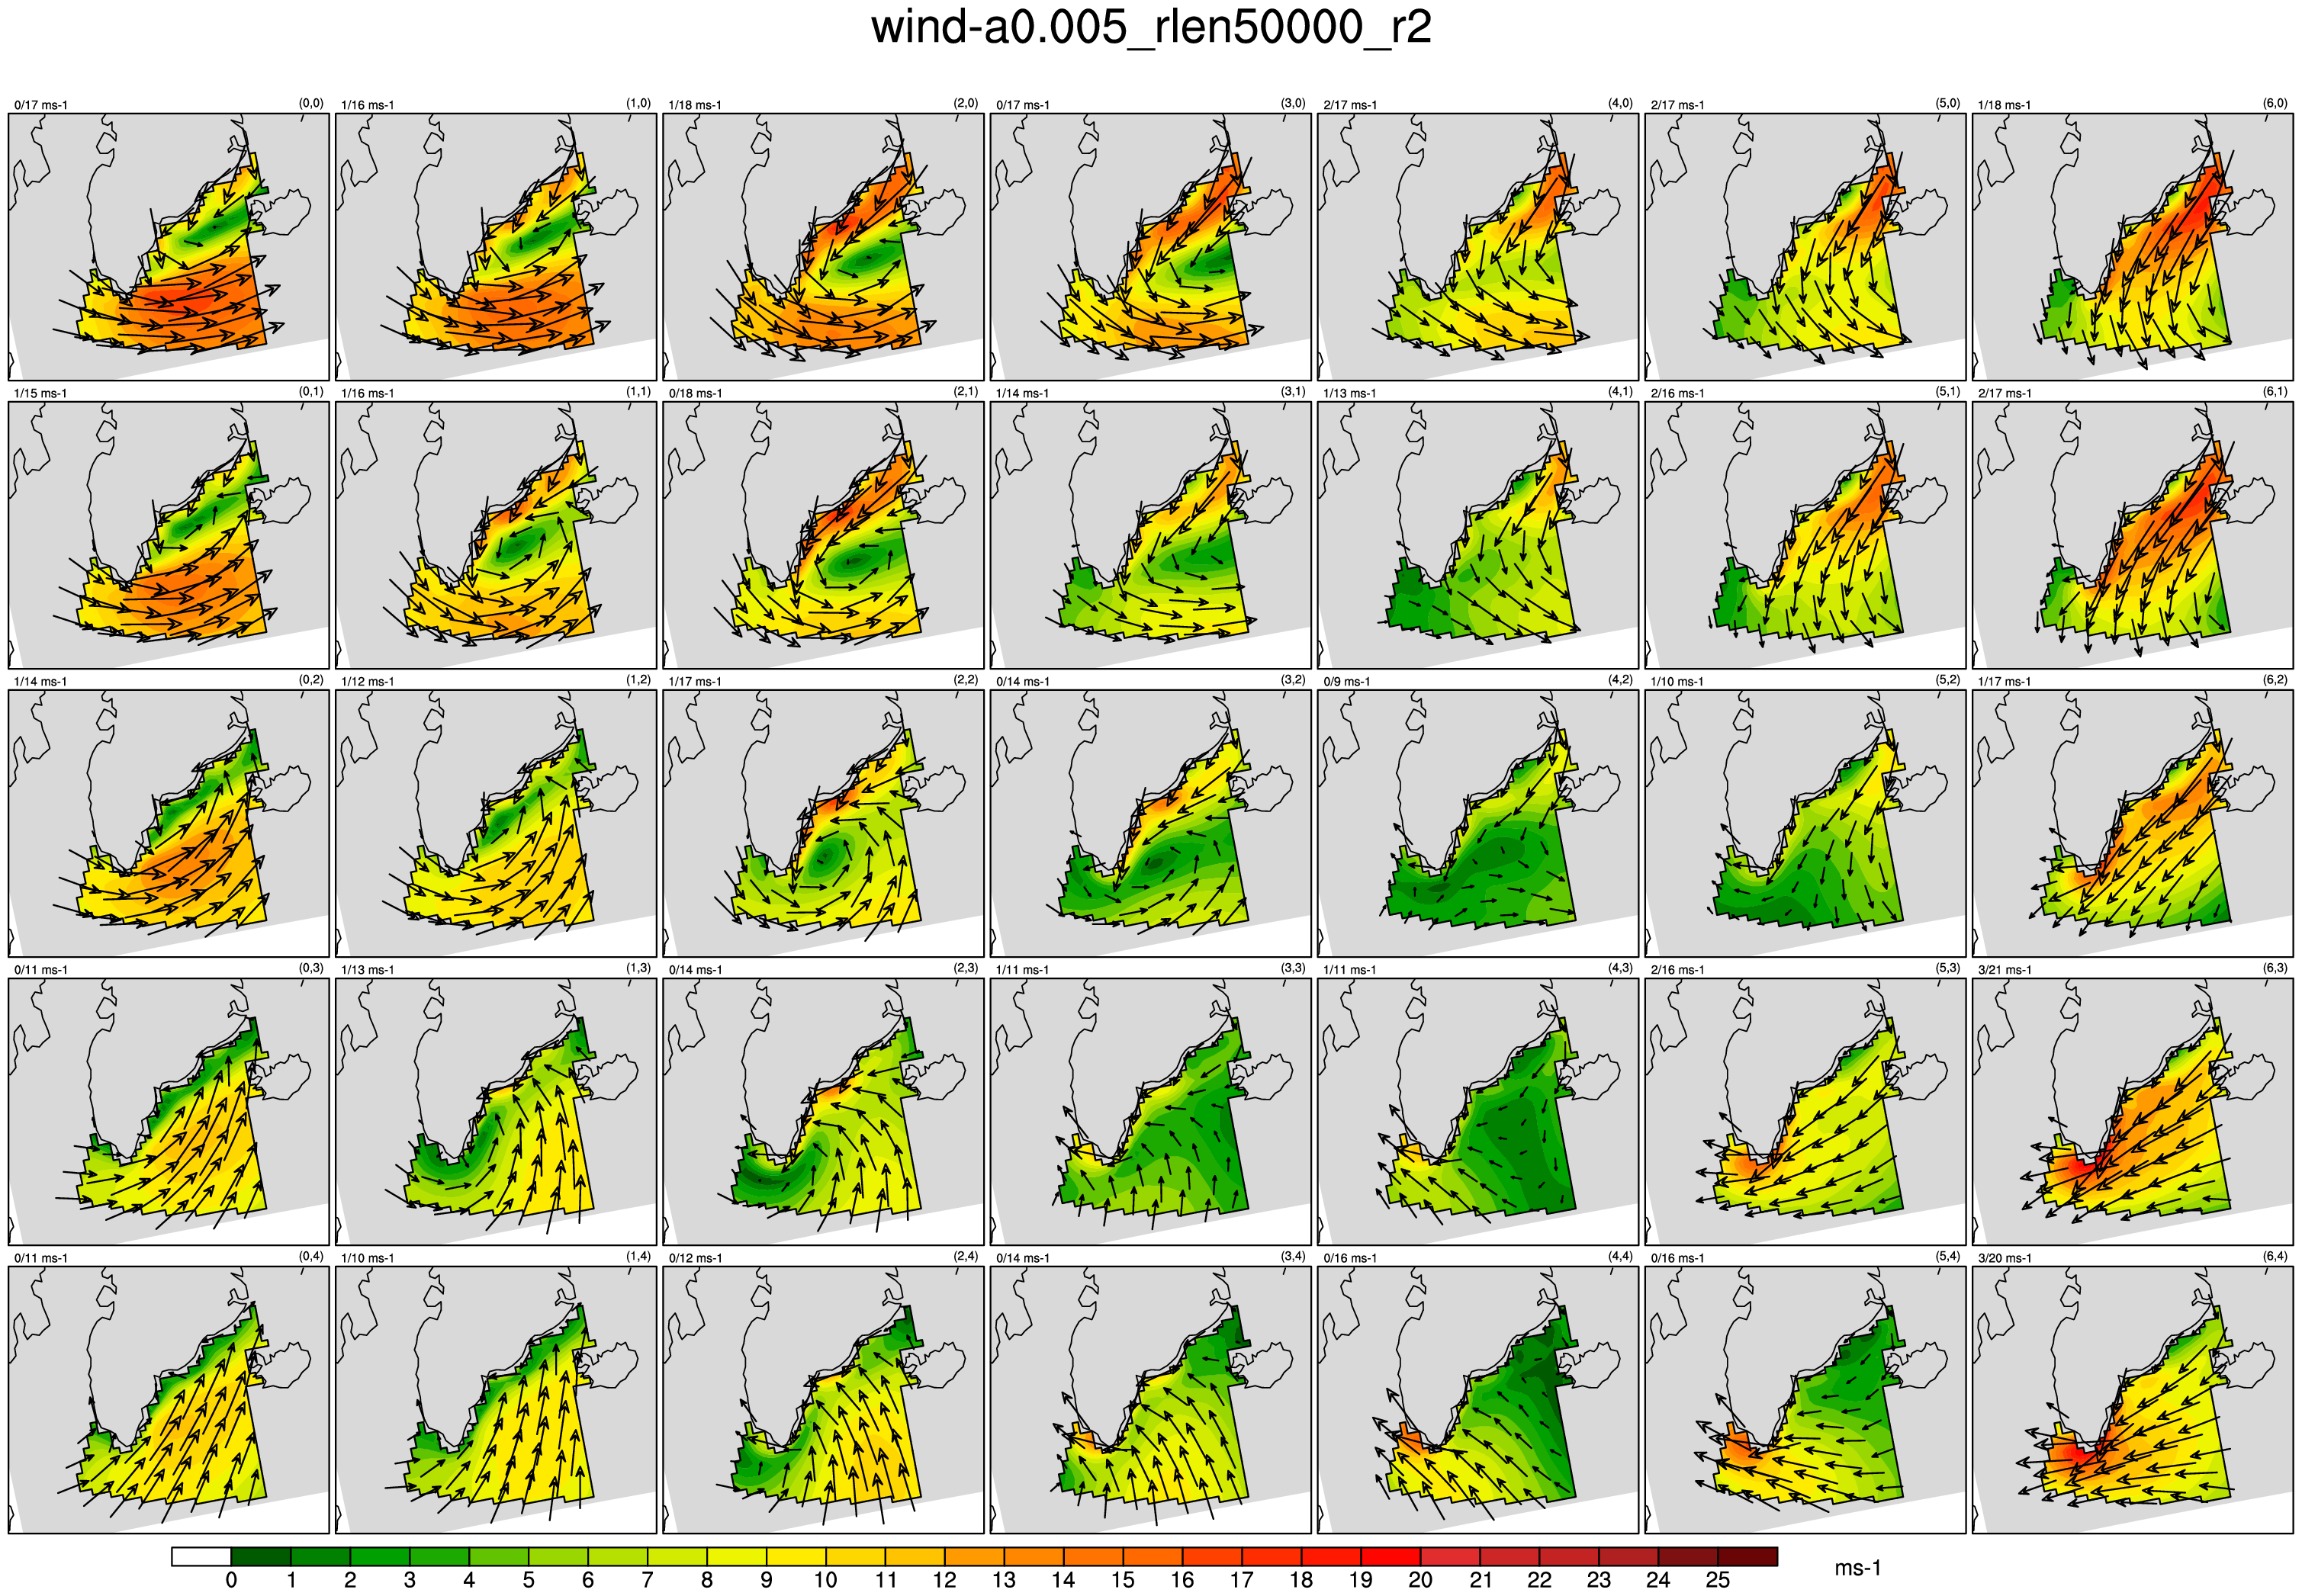 wind-a0.005_rlen50000_r2
0/17 ms-1 (0,0) 1/16 ms-1 (1,0) 1/18 ms-1 (2,0) 0/17 ms-1 (3,0) 2/17 ms-1 (4,0) 2/17 ms-1 (5,0) 1/18 ms-1 (6,0)
1/15 ms-1 (0,1) 1/16 ms-1 (1,1) 0/18 ms-1 (2,1) 1/14 ms-1 (3,1) 1/13 ms-1 (4,1) 2/16 ms-1 (5,1) 2/17 ms-1 (6,1)
1/14 ms-1 (0,2) 1/12 ms-1 (1,2) 1/17 ms-1 (2,2) 0/14 ms-1 (3,2) 0/9 ms-1 (4,2) 1/10 ms-1 (5,2) 1/17 ms-1 (6,2)
0/11 ms-1 (0,3) 1/13 ms-1 (1,3) 0/14 ms-1 (2,3) 1/11 ms-1 (3,3) 1/11 ms-1 (4,3) 2/16 ms-1 (5,3) 3/21 ms-1 (6,3)
0/11 ms-1 (0,4) 1/10 ms-1 (1,4) 0/12 ms-1 (2,4) 0/14 ms-1 (3,4) 0/16 ms-1 (4,4) 0/16 ms-1 (5,4) 3/20 ms-1 (6,4)
0 1 2 3 4 5 6 7 8 9 10 11 12 13 14 15 16 17 18 19 20 21 22 23 24 25 ms-1